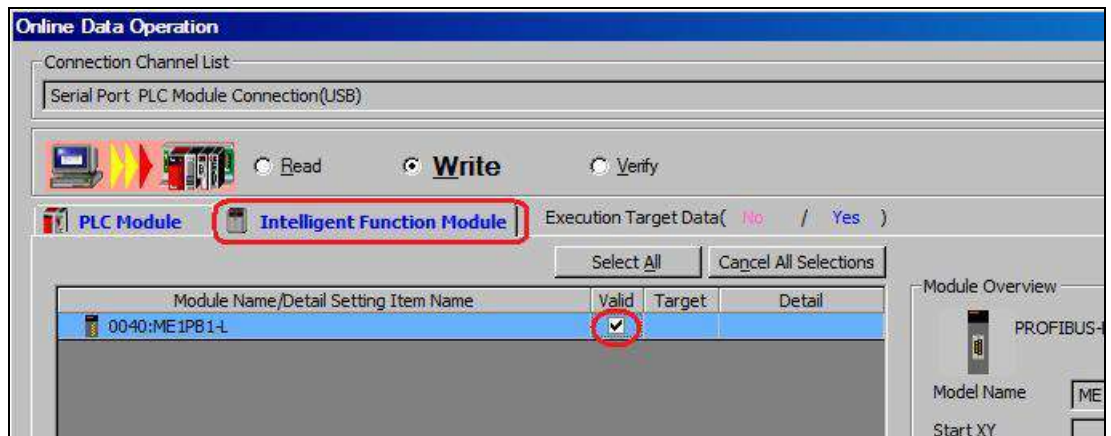 Online Data Operation
Connection Channel List
Serial Port PLC Module Connection(USB)
Read Write Verify
PLC Module Intelligent Function Module Execution Target Data( No / Yes )
Select All Cancel All Selections
Module Name/Detail Setting Item Name Valid Target Detail
Module Overview
0040:ME1PB1-L
PROFIBUS-
Model Name ME
Start XY